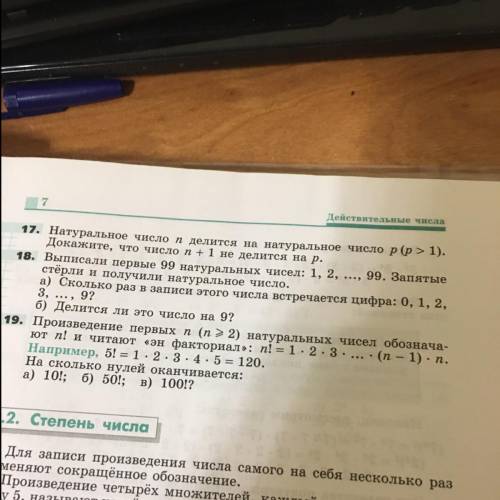 7
Действительные числа
17. Натуральное число n делится на натуральное число p (p > 1).
Докажите, что число n + 1 не делится на p.
18. Выписали первые 99 натуральных чисел: 1, 2, ..., 99. Запятые
стёрли и получили натуральное число.
а) Сколько раз в записи этого числа встречается цифра: 0, 1, 2,
3, ..., 9?
б) Делится ли это число на 9?
19. Произведение первых n (n ⩾ 2) натуральных чисел обознача-
ют n! и читают «эн факториал»: n! = 1 · 2 · 3 · ... · (n – 1) · n.
Например, 5! = 1 · 2 · 3 · 4 · 5 = 120.
На сколько нулей оканчивается:
а) 10!; б) 50!; в) 100!?
.2. Степень числа
Для записи произведения числа самого на себя несколько раз
меняют сокращённое обозначение.
Произведение четырёх множителей,
у 5, называют